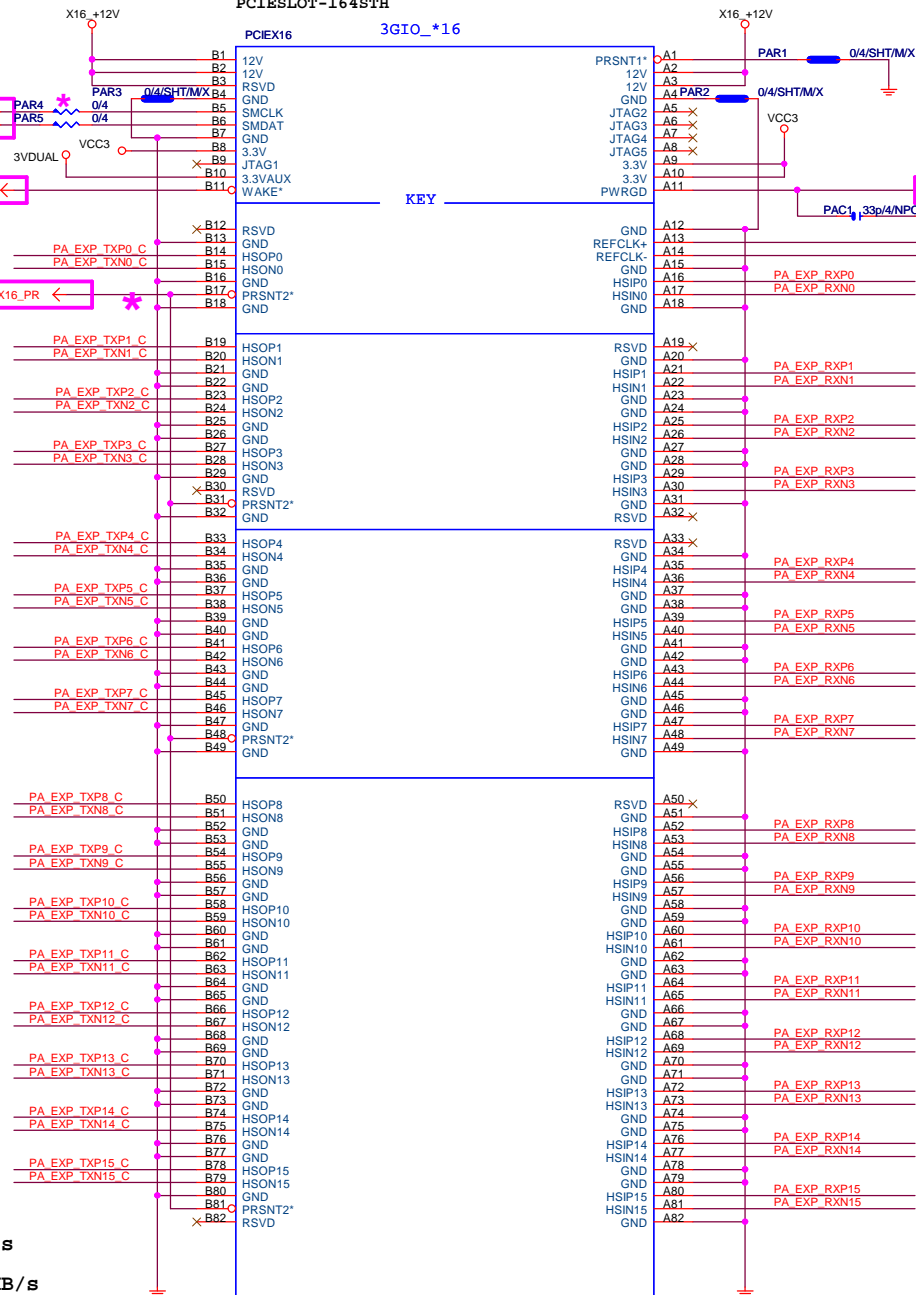 PCIESLOT-164STH
X16_+12V
X16_+12V
PCIEX16
3GIO_*16
B1 12V PRSNT1* A1 PAR1 0/4/SHT/M/X
B2 12V 12V A2
B3 RSVD 12V A3
PAR3 0/4/SHT/M/X B4 GND GND A4 PAR2 0/4/SHT/M/X
PAR4 * 0/4 B5 SMCLK JTAG2 A5
PAR5 0/4 B6 SMDAT JTAG3 A6 VCC3
B7 GND JTAG4 A7
VCC3 B8 3.3V JTAG5 A8
3VDUAL B9 JTAG1 3.3V A9
B10 3.3VAUX 3.3V A10
B11 WAKE* PWRGD A11
KEY
PAC1 33p/4/NPO
B12 RSVD GND A12
B13 GND REFCLK+ A13
PA_EXP_TXP0_C B14 HSOP0 REFCLK- A14
PA_EXP_TXN0_C B15 HSON0 GND A15
B16 GND HSIP0 A16 PA_EXP_RXP0
X16_PR * B17 PRSNT2* HSIN0 A17 PA_EXP_RXN0
B18 GND GND A18
PA_EXP_TXP1_C B19 HSOP1 RSVD A19
PA_EXP_TXN1_C B20 HSON1 GND A20
B21 GND HSIP1 A21 PA_EXP_RXP1
B22 GND HSIN1 A22 PA_EXP_RXN1
PA_EXP_TXP2_C B23 HSOP2 GND A23
PA_EXP_TXN2_C B24 HSON2 GND A24
B25 GND HSIP2 A25 PA_EXP_RXP2
B26 GND HSIN2 A26 PA_EXP_RXN2
PA_EXP_TXP3_C B27 HSOP3 GND A27
PA_EXP_TXN3_C B28 HSON3 GND A28
B29 GND HSIP3 A29 PA_EXP_RXP3
B30 RSVD HSIN3 A30 PA_EXP_RXN3
B31 PRSNT2* GND A31
B32 GND RSVD A32
PA_EXP_TXP4_C B33 HSOP4 RSVD A33
PA_EXP_TXN4_C B34 HSON4 GND A34
B35 GND HSIP4 A35 PA_EXP_RXP4
B36 GND HSIN4 A36 PA_EXP_RXN4
PA_EXP_TXP5_C B37 HSOP5 GND A37
PA_EXP_TXN5_C B38 HSON5 GND A38
B39 GND HSIP5 A39 PA_EXP_RXP5
B40 GND HSIN5 A40 PA_EXP_RXN5
PA_EXP_TXP6_C B41 HSOP6 GND A41
PA_EXP_TXN6_C B42 HSON6 GND A42
B43 GND HSIP6 A43 PA_EXP_RXP6
B44 GND HSIN6 A44 PA_EXP_RXN6
PA_EXP_TXP7_C B45 HSOP7 GND A45
PA_EXP_TXN7_C B46 HSON7 GND A46
B47 GND HSIP7 A47 PA_EXP_RXP7
B48 PRSNT2* HSIN7 A48 PA_EXP_RXN7
B49 GND GND A49
PA_EXP_TXP8_C B50 HSOP8 RSVD A50
PA_EXP_TXN8_C B51 HSON8 GND A51
B52 GND HSIP8 A52 PA_EXP_RXP8
B53 GND HSIN8 A53 PA_EXP_RXN8
PA_EXP_TXP9_C B54 HSOP9 GND A54
PA_EXP_TXN9_C B55 HSON9 GND A55
B56 GND HSIP9 A56 PA_EXP_RXP9
B57 GND HSIN9 A57 PA_EXP_RXN9
PA_EXP_TXP10_C B58 HSOP10 GND A58
PA_EXP_TXN10_C B59 HSON10 GND A59
B60 GND HSIP10 A60 PA_EXP_RXP10
B61 GND HSIN10 A61 PA_EXP_RXN10
PA_EXP_TXP11_C B62 HSOP11 GND A62
PA_EXP_TXN11_C B63 HSON11 GND A63
B64 GND HSIP11 A64 PA_EXP_RXP11
B65 GND HSIN11 A65 PA_EXP_RXN11
PA_EXP_TXP12_C B66 HSOP12 GND A66
PA_EXP_TXN12_C B67 HSON12 GND A67
B68 GND HSIP12 A68 PA_EXP_RXP12
B69 GND HSIN12 A69 PA_EXP_RXN12
PA_EXP_TXP13_C B70 HSOP13 GND A70
PA_EXP_TXN13_C B71 HSON13 GND A71
B72 GND HSIP13 A72 PA_EXP_RXP13
B73 GND HSIN13 A73 PA_EXP_RXN13
PA_EXP_TXP14_C B74 HSOP14 GND A74
PA_EXP_TXN14_C B75 HSON14 GND A75
B76 GND HSIP14 A76 PA_EXP_RXP14
B77 GND HSIN14 A77 PA_EXP_RXN14
PA_EXP_TXP15_C B78 HSOP15 GND A78
PA_EXP_TXN15_C B79 HSON15 GND A79
B80 GND HSIP15 A80 PA_EXP_RXP15
B81 PRSNT2* HSIN15 A81 PA_EXP_RXN15
B82 RSVD GND A82
s
B/s